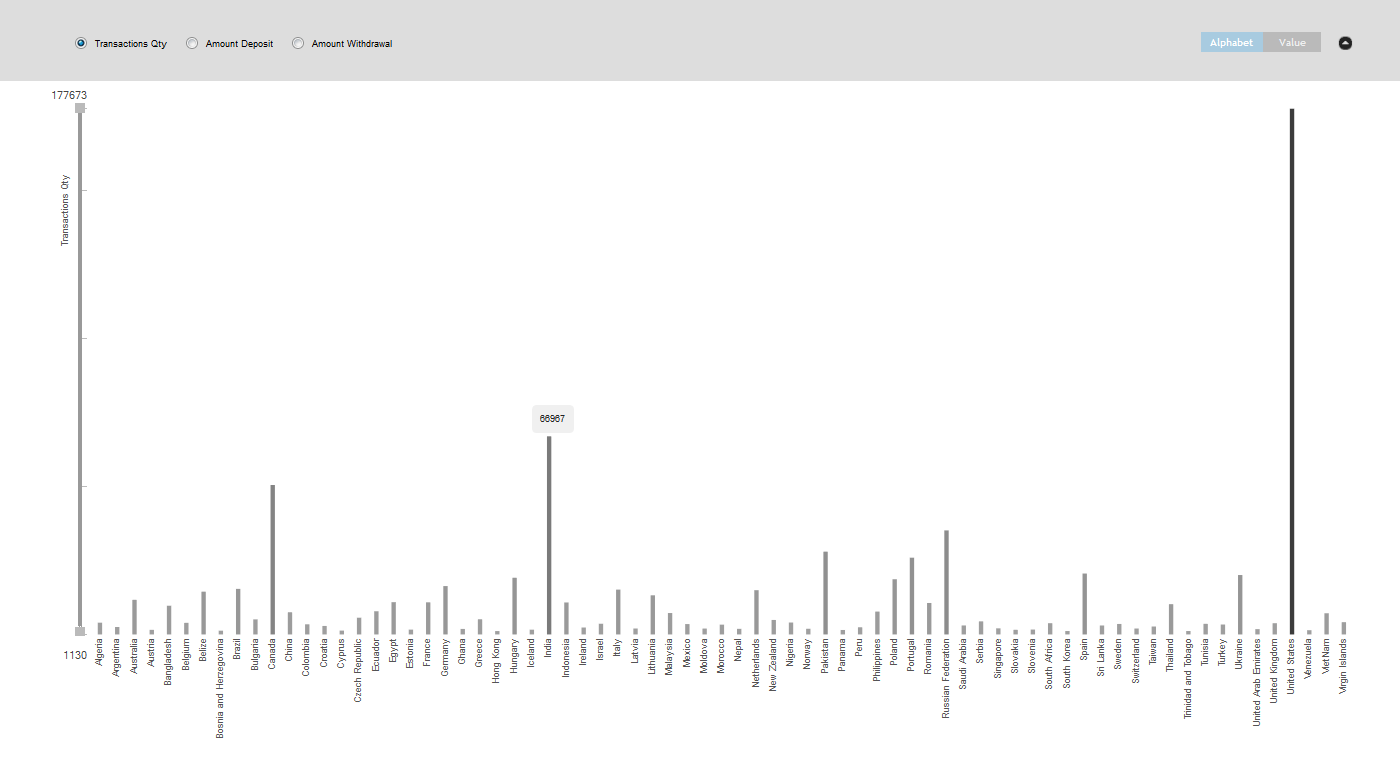 Transactions Qty
Amount Deposit
Amount Withdrawal
Alphabet
Value
177673
Transactions Qty
66967
1130
Algeria
Argentina
Australia
Austria
Bangladesh
Belgium
Belize
Bosnia and Herzegovina
Brazil
Bulgaria
Canada
China
Colombia
Croatia
Cyprus
Czech Republic
Ecuador
Egypt
Estonia
France
Germany
Ghana
Greece
Hong Kong
Hungary
Iceland
India
Indonesia
Ireland
Israel
Italy
Latvia
Lithuania
Malaysia
Mexico
Moldova
Morocco
Nepal
Netherlands
New Zealand
Nigeria
Norway
Pakistan
Panama
Peru
Philippines
Poland
Portugal
Romania
Russian Federation
Saudi Arabia
Serbia
Singapore
Slovakia
Slovenia
South Africa
South Korea
Spain
Sri Lanka
Sweden
Switzerland
Taiwan
Thailand
Trinidad and Tobago
Tunisia
Turkey
Ukraine
United Arab Emirates
United Kingdom
United States
Venezuela
VietNam
Virgin Islands